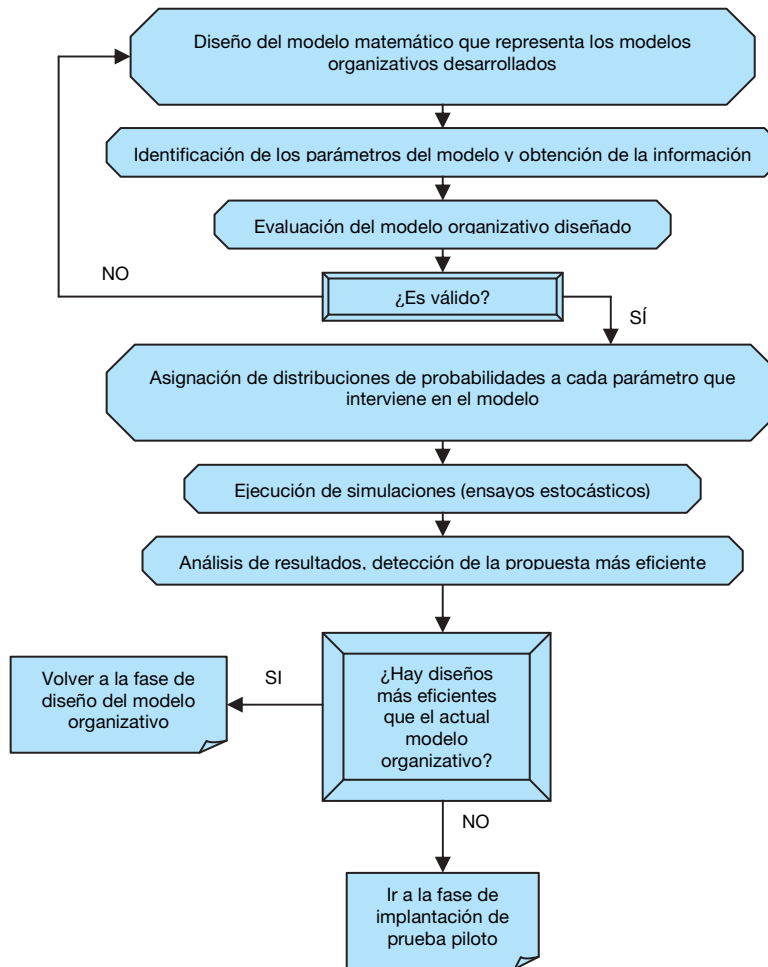 Diseño del modelo matemático que representa los modelos
organizativos desarrollados
Identificación de los parámetros del modelo y obtención de la información
Evaluación del modelo organizativo diseñado
NO
¿Es válido?
SÍ
Asignación de distribuciones de probabilidades a cada parámetro que
interviene en el modelo
Ejecución de simulaciones (ensayos estocásticos)
Análisis de resultados, detección de la propuesta más eficiente
Volver a la fase de
diseño del modelo
organizativo
SI
¿Hay diseños
más eficientes
que el actual
modelo
organizativo?
NO
Ir a la fase de
implantación de
prueba piloto